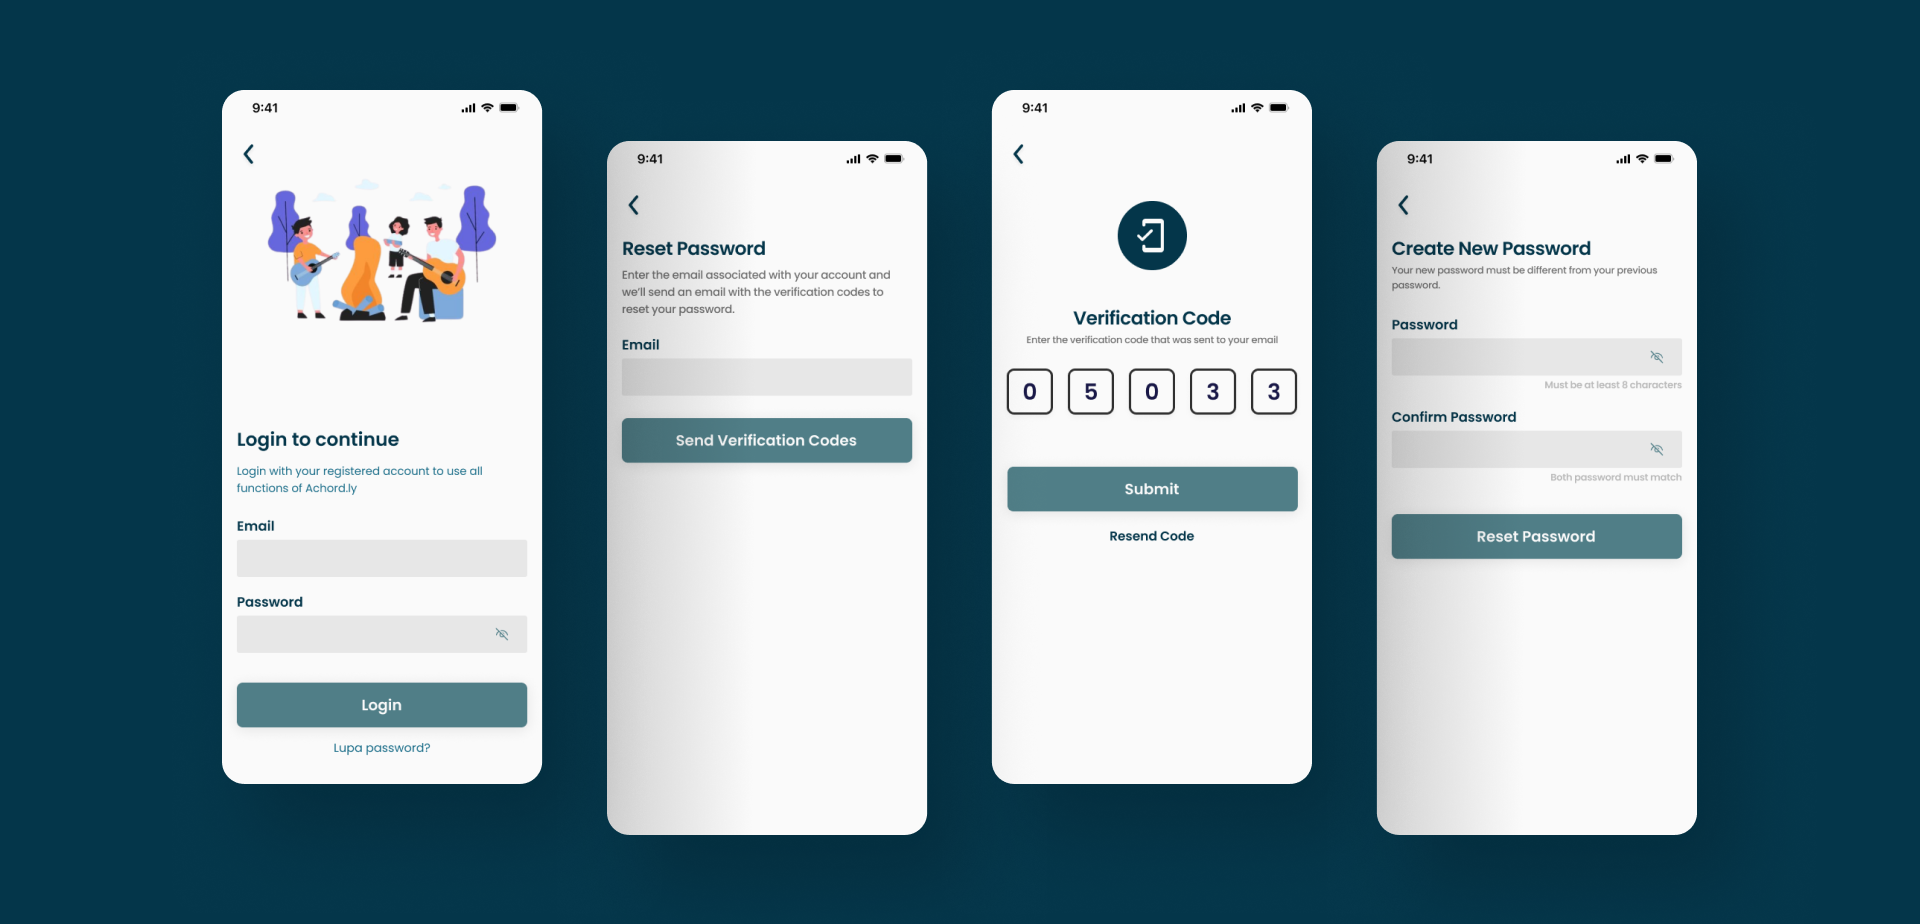 9:41
Login to continue
Login with your registered account to use all
functions of Achord.ly
Email
Password
Login
Lupa password?
9:41
Reset Password
Enter the email associated with your account and
we'll send an email with the verification codes to
reset your password.
Email
Send Verification Codes
9:41
Verification Code
Enter the verification code that was sent to your email
0 5 0 3 3
Submit
Resend Code
9:41
Create New Password
Your new password must be different from your previous
password.
Password
Must be at least 8 characters
Confirm Password
Both password must match
Reset Password